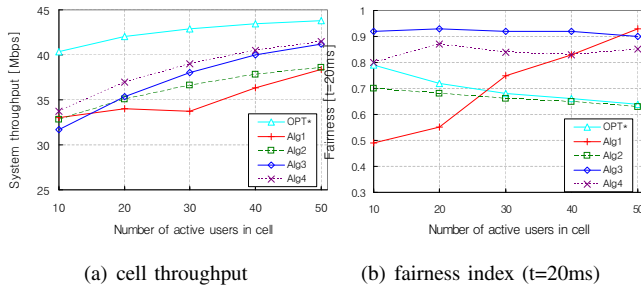 System throughput [Mbps]
45
40
35
30
25
10 20 30 40 50
Number of active users in cell
OPT*
Alg1
Alg2
Alg3
Alg4
(a) cell throughput
Fairness [t=20ms]
1
0.9
0.8
0.7
0.6
0.5
0.4
0.3
10 20 30 40 50
Number of active users in cell
OPT*
Alg1
Alg2
Alg3
Alg4
(b) fairness index (t=20ms)